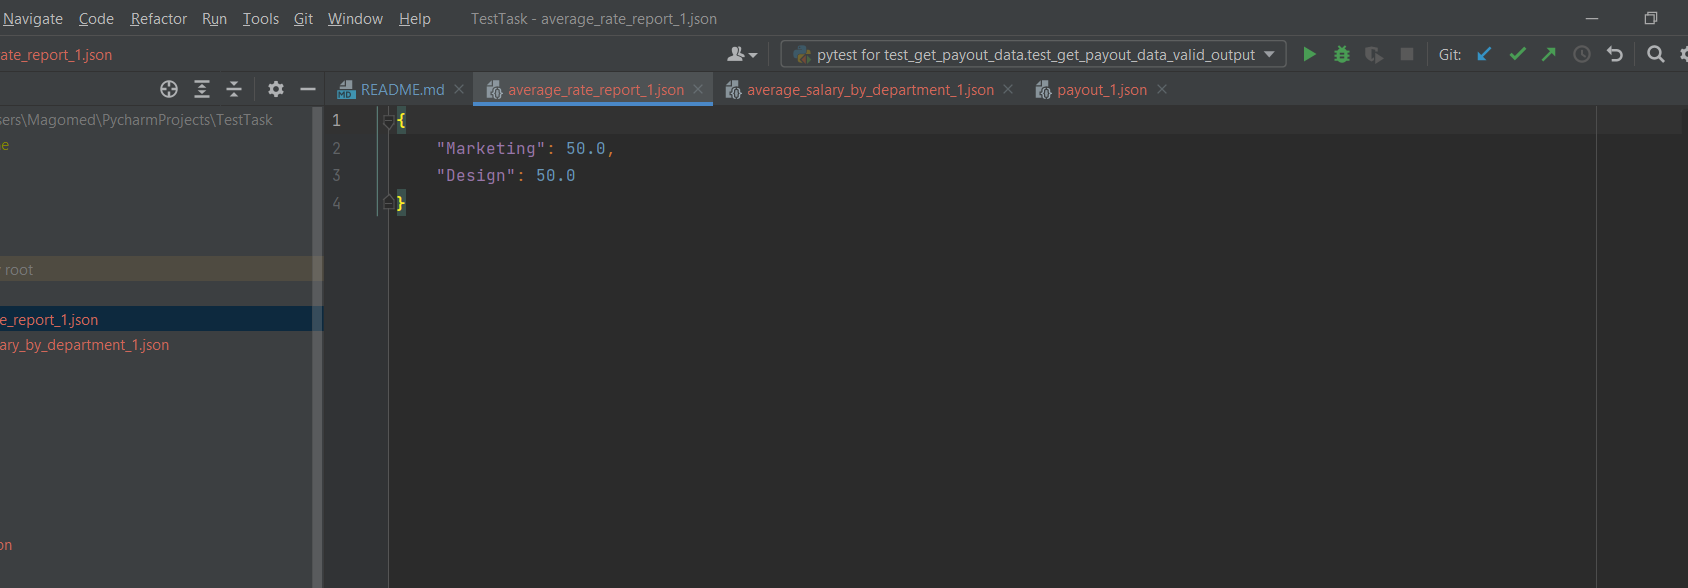 Navigate Code Refactor Run Tools Git Window Help TestTask - average_rate_report_1.json
ate_report_1.json pytest for test_get_payout_data.test_get_payout_data_valid_output Git:
README.md average_rate_report_1.json average_salary_by_department_1.json payout_1.json
sers\Magomed\PycharmProjects\TestTask
e
root
e_report_1.json
ary_by_department_1.json
on
1 {
2 "Marketing": 50.0,
3 "Design": 50.0
4 }